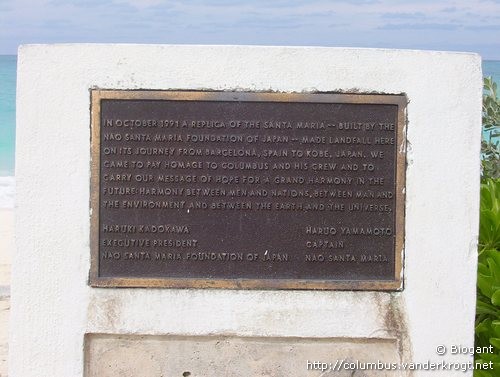 IN OCTOBER 1991 A REPLICA OF THE SANTA MARIA -- BUILT BY THE
NAO SANTA MARIA FOUNDATION OF JAPAN -- MADE LANDFALL HERE
ON ITS JOURNEY FROM BARCELONA, SPAIN TO KOBE, JAPAN. WE
CAME TO PAY HOMAGE TO COLUMBUS AND HIS CREW AND TO
CARRY OUR MESSAGE OF HOPE FOR A GRAND HARMONY IN THE
FUTURE: HARMONY BETWEEN MEN AND NATIONS, BETWEEN MAN AND
THE ENVIRONMENT AND BETWEEN THE EARTH AND THE UNIVERSE.
HARUKI KADOKAWA HARUO YAMAMOTO
EXECUTIVE PRESIDENT CAPTAIN
NAO SANTA MARIA FOUNDATION OF JAPAN NAO SANTA MARIA
© Blogant
http://columbus.vanderkrogt.net